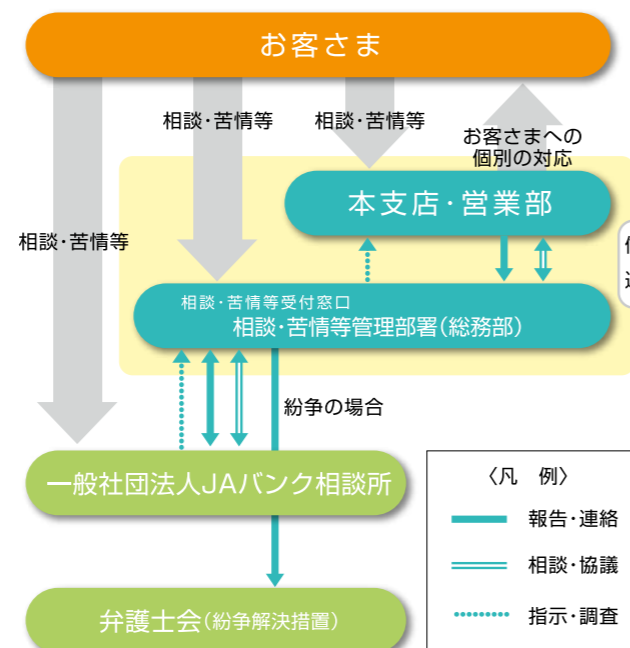 お客さま
相談・苦情等
相談・苦情等
お客さまへの
個別の対応
本支店・営業部
相談・苦情等
相談・苦情等受付窓口
相談・苦情等管理部署(総務部)
紛争の場合
一般社団法人JAバンク相談所
弁護士会(紛争解決措置)
〈凡 例〉
報告・連絡
相談・協議
指示・調査